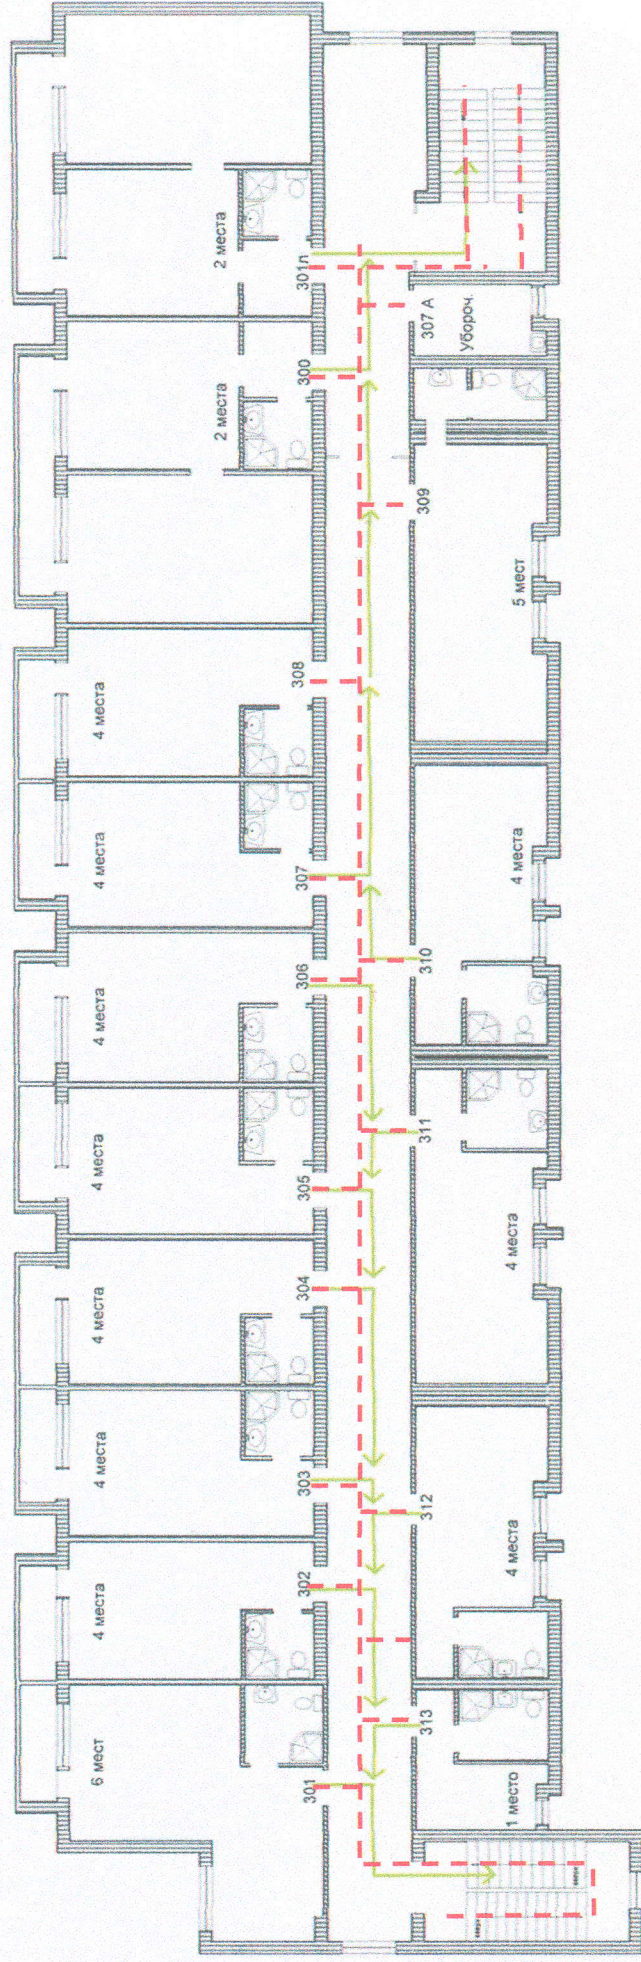 2 места
301л
307 А
Убороч.
2 места
300
309
5 мест
4 места
308
4 места
307
4 места
310
4 места
306
311
4 места
305
4 места
4 места
304
4 места
303
312
4 места
4 места
302
6 мест
313
301
1 место